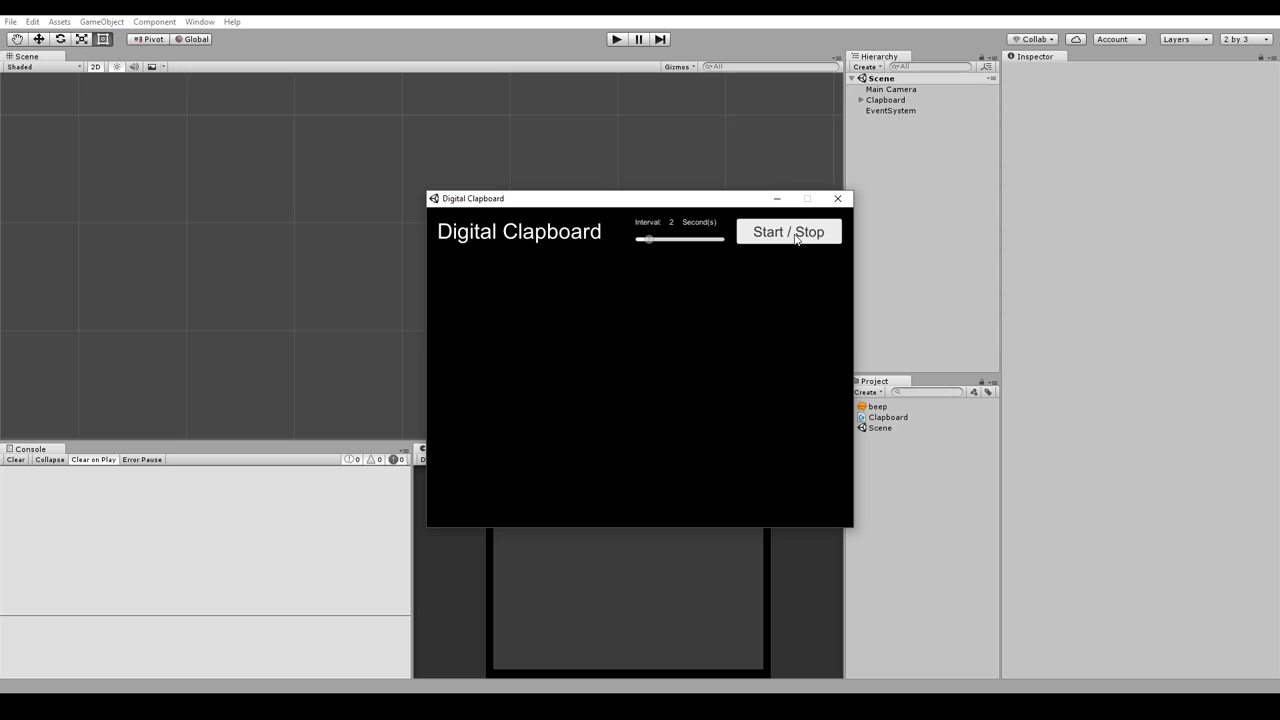 File Edit Assets GameObject Component Window Help
Pivot Global Collab Account Layers 2 by 3
Scene
Shaded 2D Gizmos All
Hierarchy
Create All
Scene
Main Camera
Clapboard
EventSystem
Inspector
Digital Clapboard
Digital Clapboard
Interval: 2 Second(s)
Start / Stop
Project
Create
beep
Clapboard
Scene
Console
Clear Collapse Clear on Play Error Pause 0 0 0
D